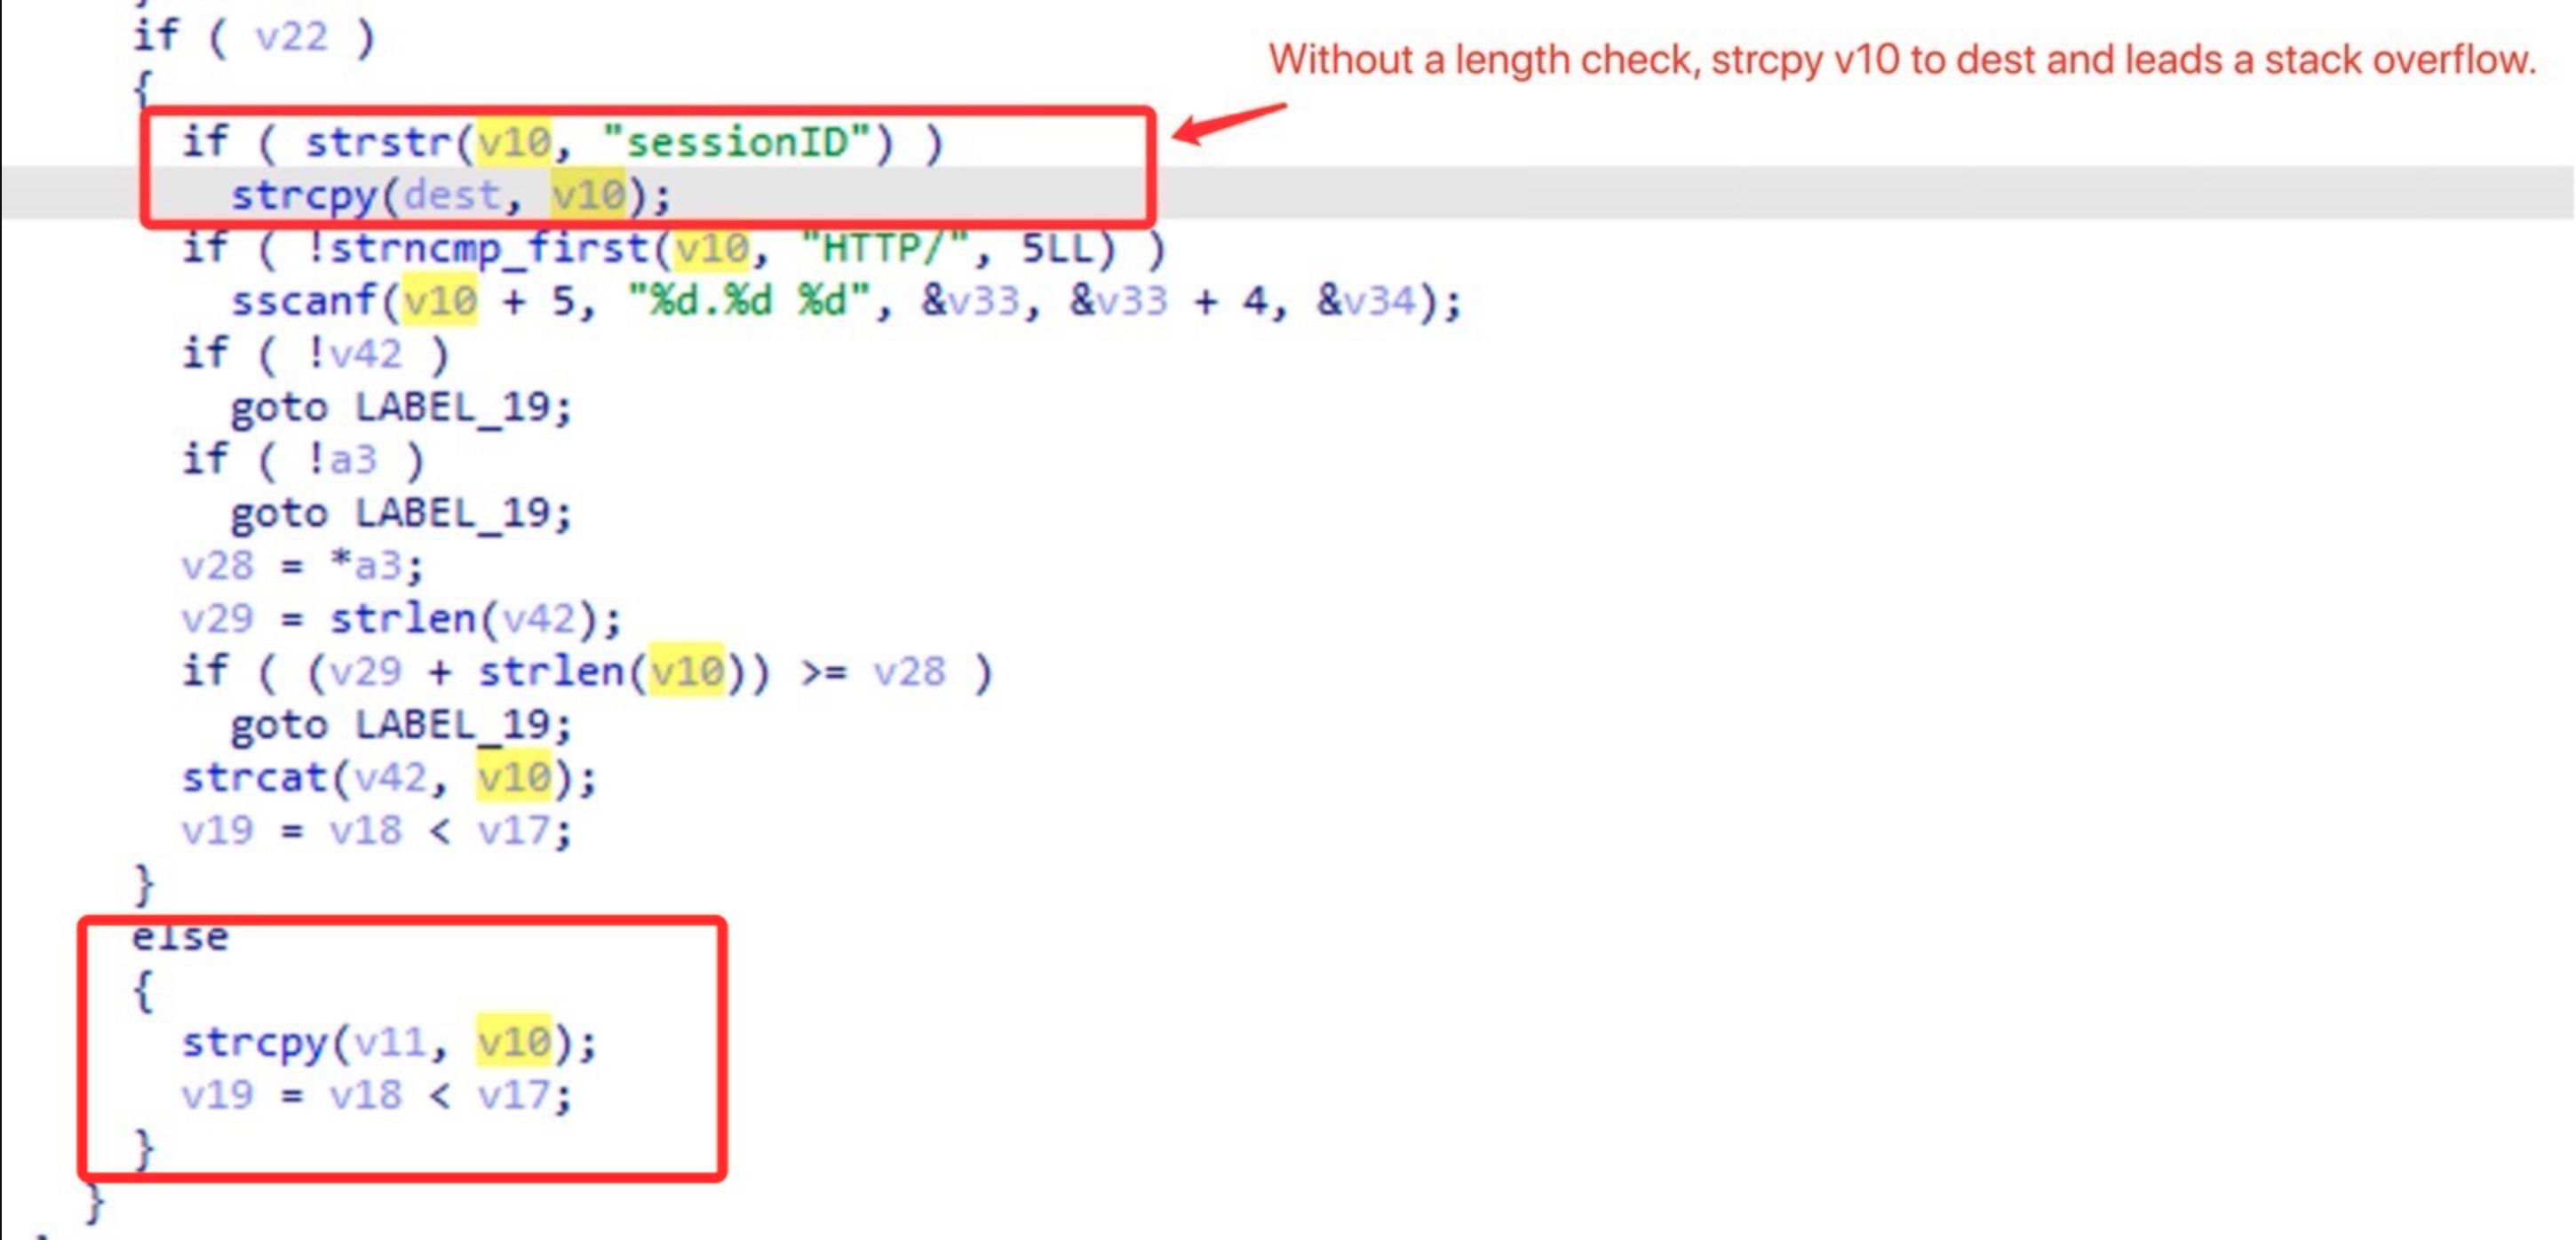 if ( v22 )
Without a length check, strcpy v10 to dest and leads a stack overflow.
{
if ( strstr(v10, "sessionID") )
strcpy(dest, v10);
if ( !strncmp_first(v10, "HTTP/", 5LL) )
sscanf(v10 + 5, "%d.%d %d", &v33, &v33 + 4, &v34);
if ( !v42 )
goto LABEL_19;
if ( !a3 )
goto LABEL_19;
v28 = *a3;
v29 = strlen(v42);
if ( (v29 + strlen(v10)) >= v28 )
goto LABEL_19;
strcat(v42, v10);
v19 = v18 < v17;
}
else
{
strcpy(v11, v10);
v19 = v18 < v17;
}
}